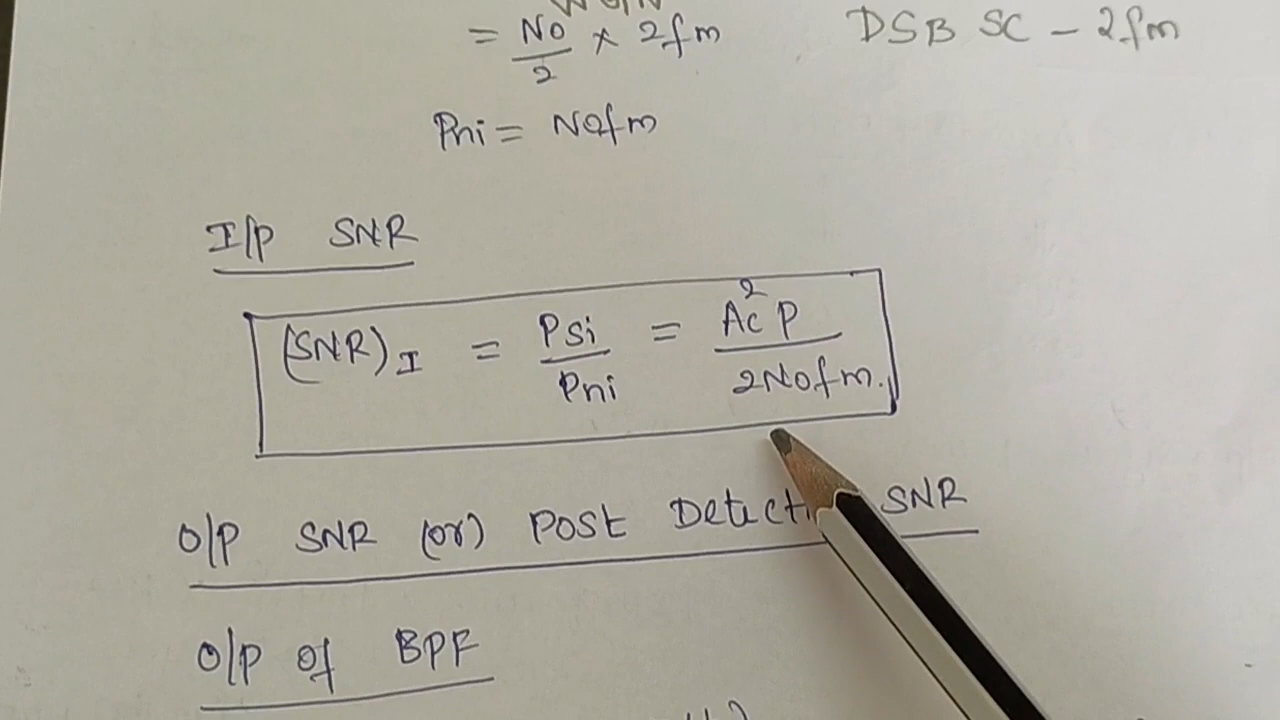 = No/2 × 2fm DSB SC - 2fm
Pni = Nofm
I/p SNR
(SNR)I = Psi/Pni = Ac²P/2Nofm.
O/P SNR (or) Post Detecti SNR
O/P of BPF